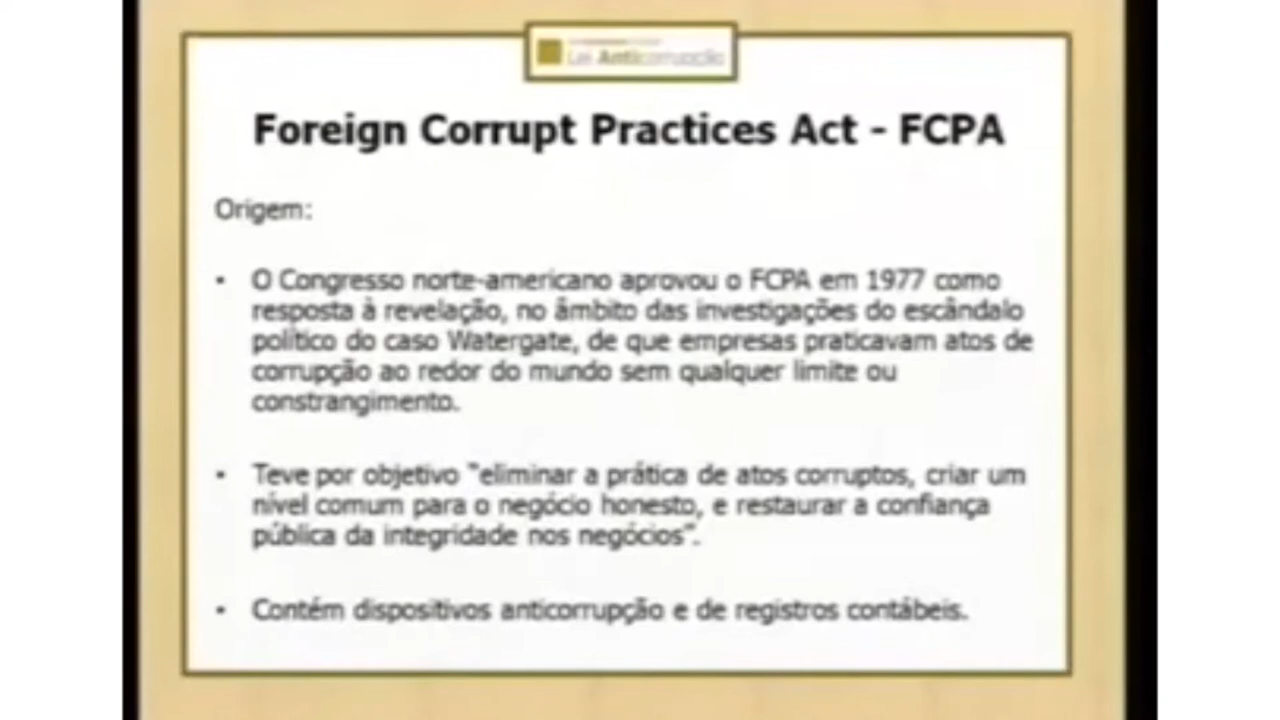 Lei Anticorrupção
Foreign Corrupt Practices Act - FCPA
Origem:
• O Congresso norte-americano aprovou o FCPA em 1977 como
resposta à revelação, no âmbito das investigações do escândalo
político do caso Watergate, de que empresas praticavam atos de
corrupção ao redor do mundo sem qualquer limite ou
constrangimento.
• Teve por objetivo “eliminar a prática de atos corruptos, criar um
nível comum para o negócio honesto, e restaurar a confiança
pública da integridade nos negócios”.
• Contém dispositivos anticorrupção e de registros contábeis.